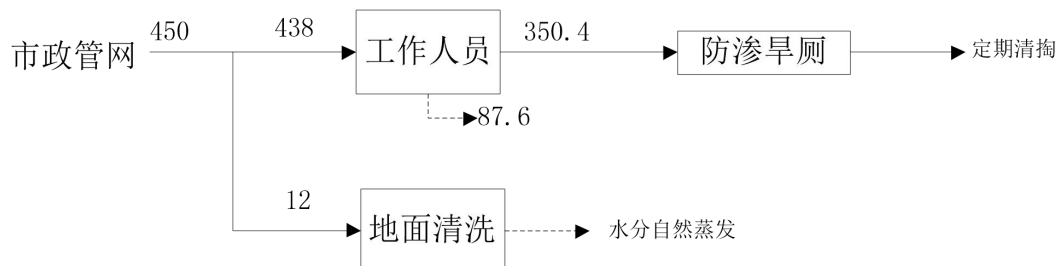 450
438
350.4
市政管网
工作人员
防渗旱厕
定期清掏
87.6
12
地面清洗
水分自然蒸发